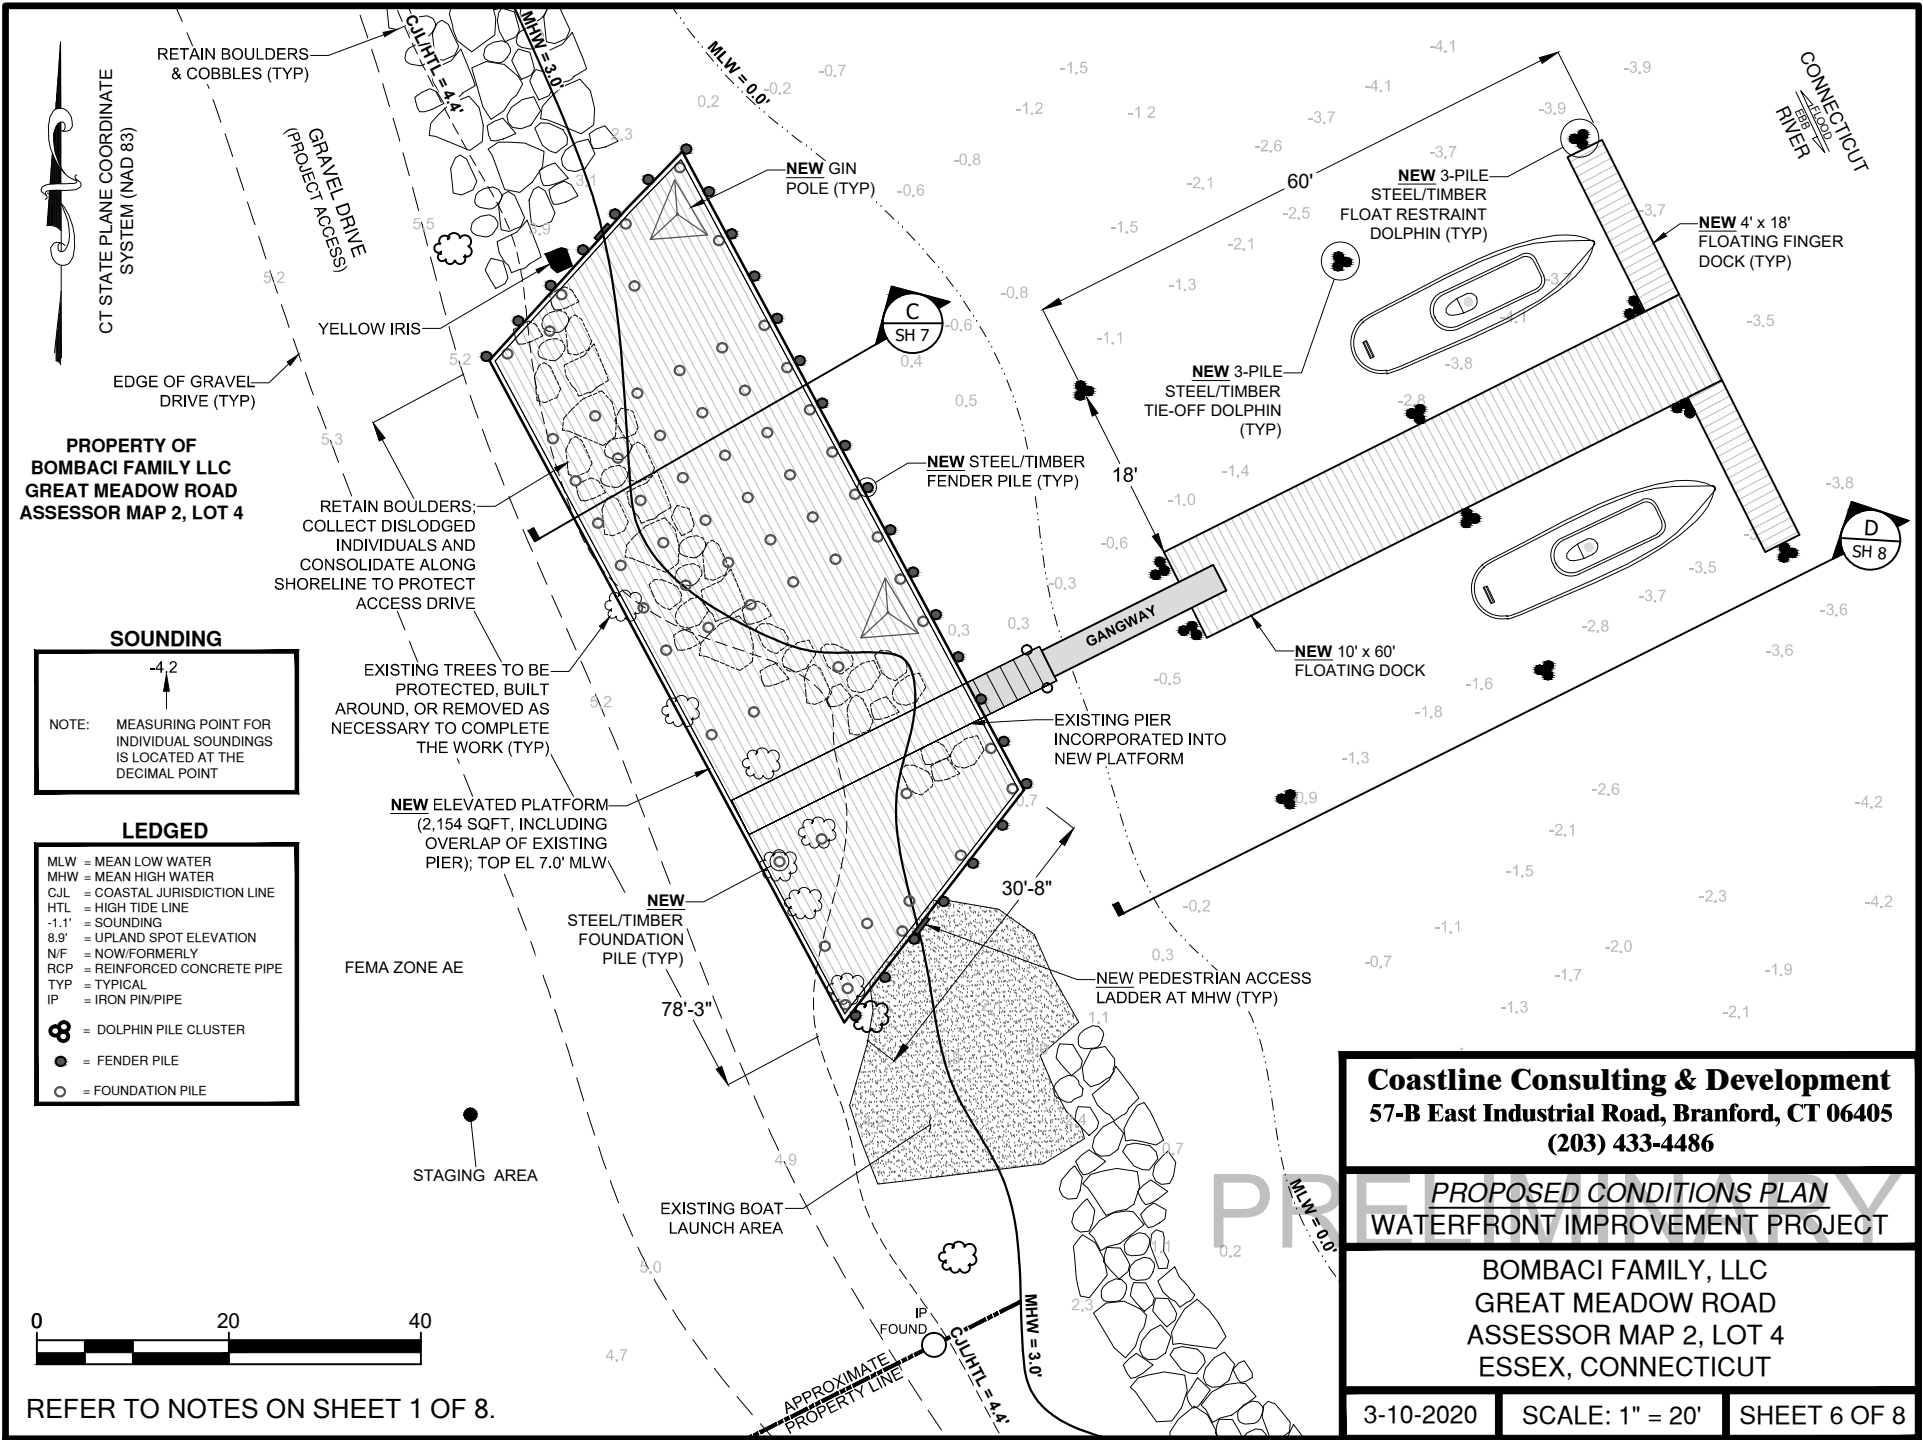 RETAIN BOULDERS
& COBBLES (TYP)
CJL/HTL = 4.4'
MHW = 3.0'
MLW = 0.0'
CT STATE PLANE COORDINATE
SYSTEM (NAD 83)
GRAVEL DRIVE
(PROJECT ACCESS)
CONNECTICUT
FLOOD
EBB
RIVER
NEW GIN
POLE (TYP)
60'
NEW 3-PILE
STEEL/TIMBER
FLOAT RESTRAINT
DOLPHIN (TYP)
NEW 4' x 18'
FLOATING FINGER
DOCK (TYP)
YELLOW IRIS
C
SH 7
EDGE OF GRAVEL
DRIVE (TYP)
NEW 3-PILE
STEEL/TIMBER
TIE-OFF DOLPHIN
(TYP)
PROPERTY OF
BOMBACI FAMILY LLC
GREAT MEADOW ROAD
ASSESSOR MAP 2, LOT 4
NEW STEEL/TIMBER
FENDER PILE (TYP)
18'
RETAIN BOULDERS;
COLLECT DISLODGED
INDIVIDUALS AND
CONSOLIDATE ALONG
SHORELINE TO PROTECT
ACCESS DRIVE
D
SH 8
GANGWAY
NEW 10' x 60'
FLOATING DOCK
SOUNDING
-4.2
NOTE: MEASURING POINT FOR
INDIVIDUAL SOUNDINGS
IS LOCATED AT THE
DECIMAL POINT
EXISTING TREES TO BE
PROTECTED, BUILT
AROUND, OR REMOVED AS
NECESSARY TO COMPLETE
THE WORK (TYP)
EXISTING PIER
INCORPORATED INTO
NEW PLATFORM
NEW ELEVATED PLATFORM
(2,154 SQFT, INCLUDING
OVERLAP OF EXISTING
PIER); TOP EL 7.0' MLW
LEDGED
MLW = MEAN LOW WATER
MHW = MEAN HIGH WATER
CJL = COASTAL JURISDICTION LINE
HTL = HIGH TIDE LINE
-1.1' = SOUNDING
8.9' = UPLAND SPOT ELEVATION
N/F = NOW/FORMERLY
RCP = REINFORCED CONCRETE PIPE
TYP = TYPICAL
IP = IRON PIN/PIPE
= DOLPHIN PILE CLUSTER
= FENDER PILE
= FOUNDATION PILE
NEW
STEEL/TIMBER
FOUNDATION
PILE (TYP)
30'-8"
FEMA ZONE AE
78'-3"
NEW PEDESTRIAN ACCESS
LADDER AT MHW (TYP)
STAGING AREA
EXISTING BOAT
LAUNCH AREA
MLW = 0.0'
MHW = 3.0'
CJL/HTL = 4.4'
IP
FOUND
APPROXIMATE
PROPERTY LINE
0 20 40
REFER TO NOTES ON SHEET 1 OF 8.
PRELIMINARY
Coastline Consulting & Development
57-B East Industrial Road, Branford, CT 06405
(203) 433-4486
PROPOSED CONDITIONS PLAN
WATERFRONT IMPROVEMENT PROJECT
BOMBACI FAMILY, LLC
GREAT MEADOW ROAD
ASSESSOR MAP 2, LOT 4
ESSEX, CONNECTICUT
3-10-2020
SCALE: 1" = 20'
SHEET 6 OF 8